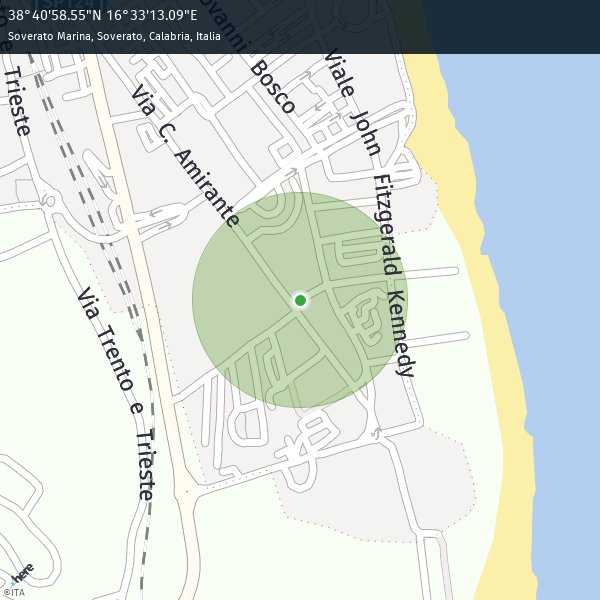 38°40'58.55"N 16°33'13.09"E
Soverato Marina, Soverato, Calabria, Italia
Bosco
Viale John Fitzgerald Kennedy
Via C. Amirante
Trieste
Via Trento e Trieste
here
©ITA